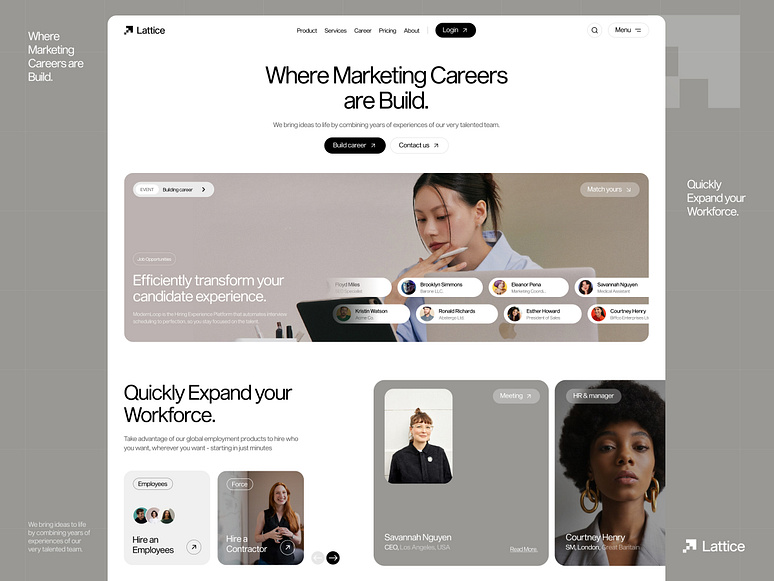 Where
Marketing
Careers are
Build.
Lattice
Product Services Career Pricing About
Login
Menu
Where Marketing Careers
are Build.
We bring ideas to life by combining years of experiences of our very talented team.
Build career
Contact us
EVENT Building career
Match yours
Job Opportunities
Efficiently transform your
candidate experience.
ModernLoop is the Hiring Experience Platform that automates interview
scheduling to perfection, so you stay focused on the talent.
Floyd Miles
Brooklyn Simmons
Barone LLC.
Eleanor Pena
Marketing Coordi...
Savannah Nguyen
Medical Assistant
Kristin Watson
Acme Co.
Ronald Richards
Abstergo Ltd.
Esther Howard
President of Sales
Courtney Henry
Biffco Enterprises Lt
Quickly
Expand your
Workforce.
Quickly Expand your
Workforce.
Take advantage of our global employment products to hire who
you want, wherever you want - starting in just minutes
Employees
Hire an
Employees
Force
Hire a
Contractor
Meeting
Savannah Nguyen
CEO, Los Angeles, USA
Read More.
HR & manager
Courtney Henry
SM, London, Great Britain
We bring ideas to life
by combining years of
experiences of our
very talented team.
Lattice